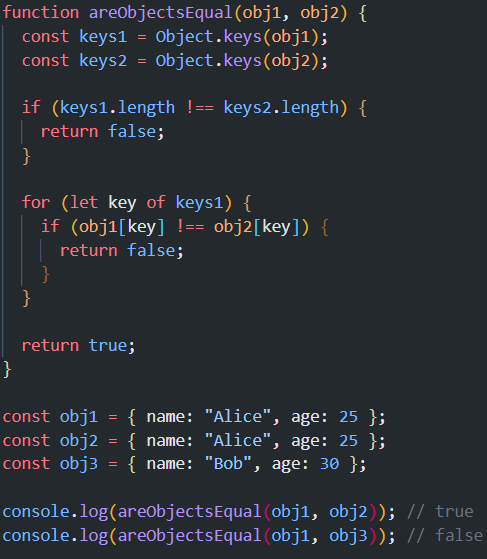 function areObjectsEqual(obj1, obj2) {
  const keys1 = Object.keys(obj1);
  const keys2 = Object.keys(obj2);

  if (keys1.length !== keys2.length) {
    return false;
  }

  for (let key of keys1) {
    if (obj1[key] !== obj2[key]) {
      return false;
    }
  }

  return true;
}

const obj1 = { name: "Alice", age: 25 };
const obj2 = { name: "Alice", age: 25 };
const obj3 = { name: "Bob", age: 30 };

console.log(areObjectsEqual(obj1, obj2)); // true
console.log(areObjectsEqual(obj1, obj3)); // false